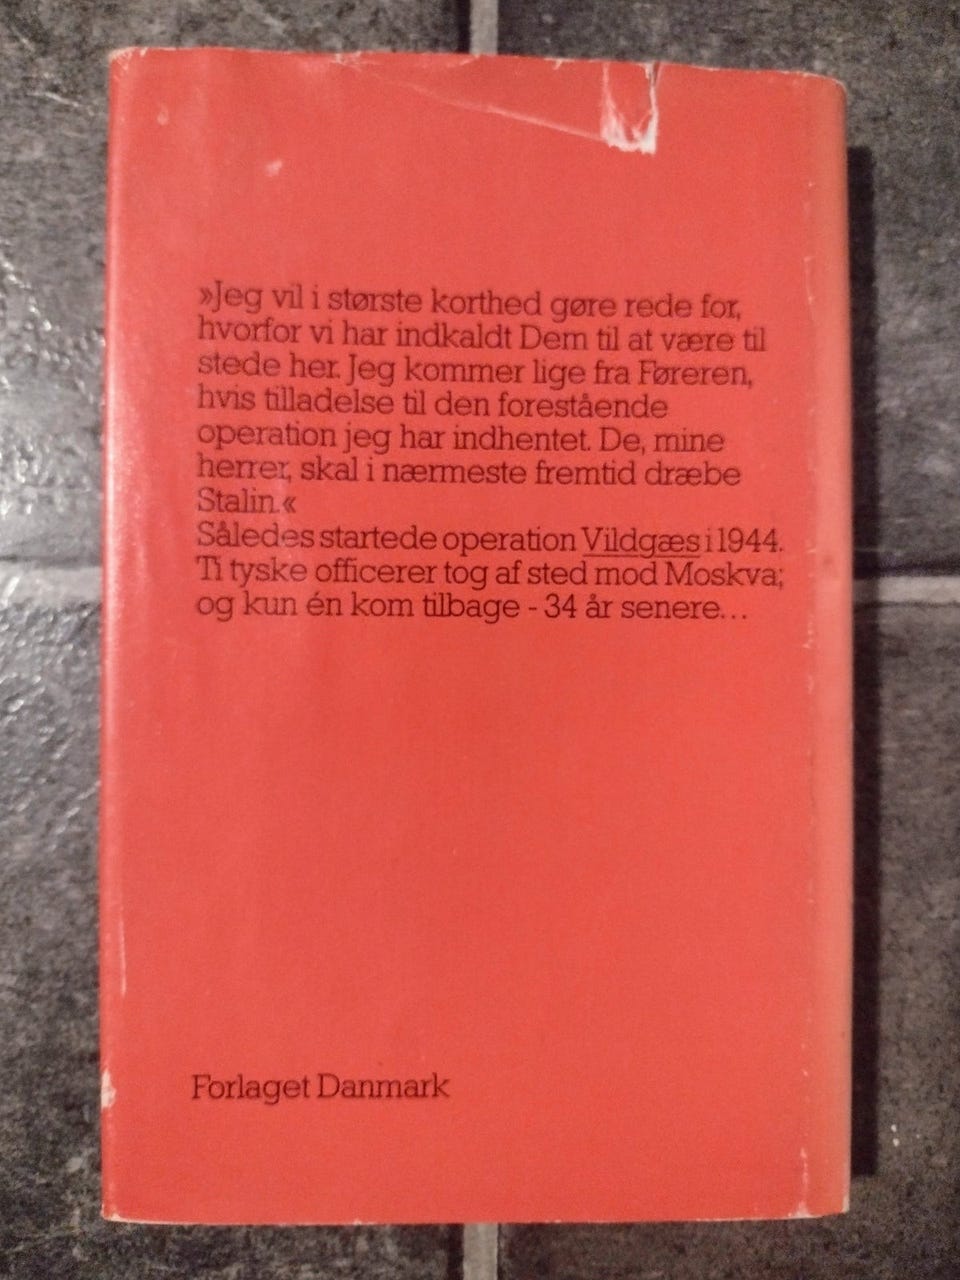 »Jeg vil i største korthed gøre rede for,
hvorfor vi har indkaldt Dem til at være til
stede her. Jeg kommer lige fra Føreren,
hvis tilladelse til den forestående
operation jeg har indhentet. De, mine
herrer, skal i nærmeste fremtid dræbe
Stalin.«
Således startede operation Vildgæs i 1944.
Ti tyske officerer tog af sted mod Moskva;
og kun én kom tilbage - 34 år senere...
Forlaget Danmark